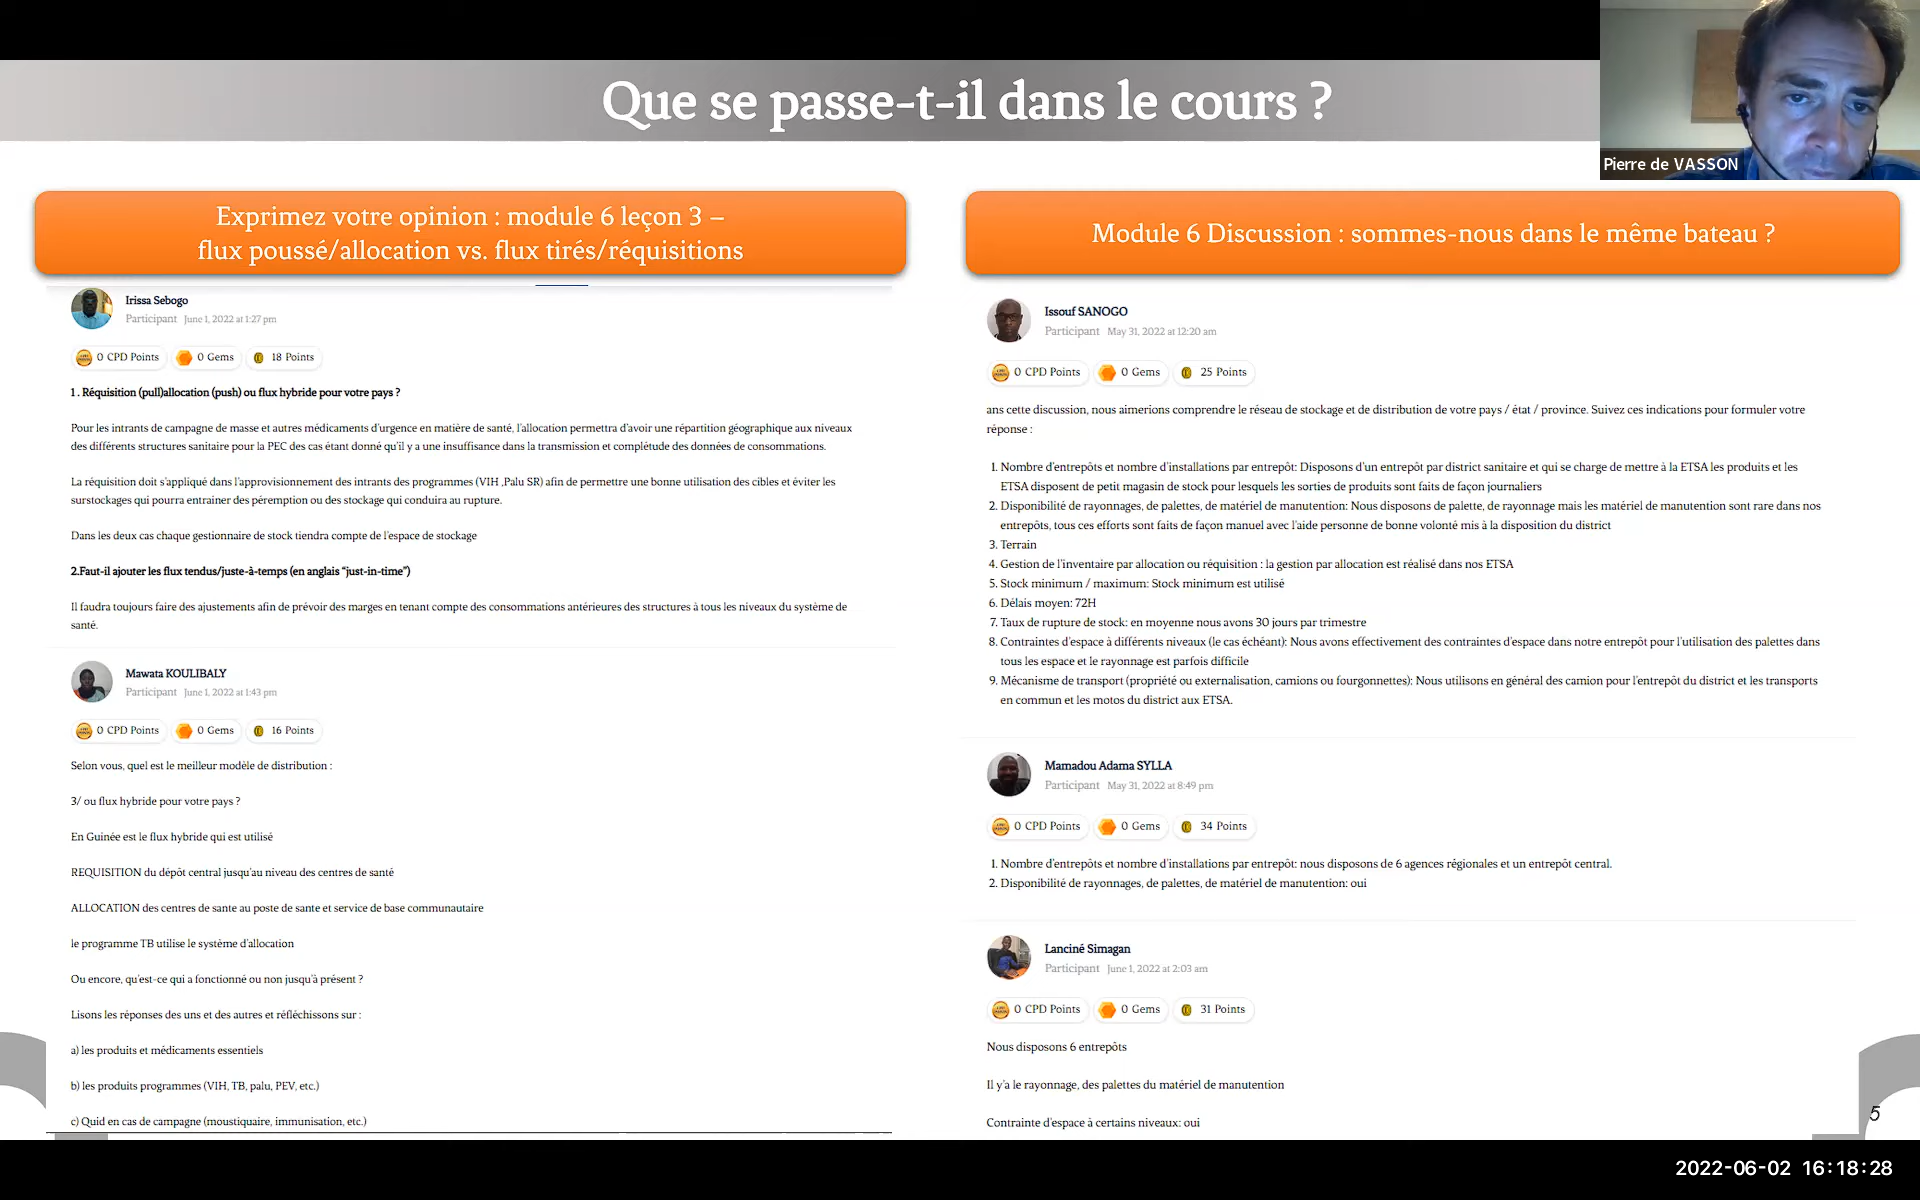 Que se passe-t-il dans le cours ?
Pierre de VASSON
Exprimez votre opinion : module 6 leçon 3 –
flux poussé/allocation vs. flux tirés/réquisitions
Irissa Sebogo
Participant June 1, 2022 at 1:27 pm
0 CPD Points 0 Gems 18 Points
1 . Réquisition (pull)allocation (push) ou flux hybride pour votre pays ?
Pour les intrants de campagne de masse et autres médicaments d'urgence en matière de santé, l'allocation permettra d'avoir une répartition géographique aux niveaux
des différents structures sanitaire pour la PEC des cas étant donné qu'il y a une insuffisance dans la transmission et complétude des données de consommations.
La réquisition doit s'appliqué dans l'approvisionnement des intrants des programmes (VIH ,Palu SR) afin de permettre une bonne utilisation des cibles et éviter les
surstockages qui pourra entrainer des péremption ou des stockage qui conduira au rupture.
Dans les deux cas chaque gestionnaire de stock tiendra compte de l'espace de stockage
2.Faut-il ajouter les flux tendus/juste-à-temps (en anglais “just-in-time”)
Il faudra toujours faire des ajustements afin de prévoir des marges en tenant compte des consommations antérieures des structures à tous les niveaux du système de
santé.
Mawata KOULIBALY
Participant June 1, 2022 at 1:43 pm
0 CPD Points 0 Gems 16 Points
Selon vous, quel est le meilleur modèle de distribution :
3/ ou flux hybride pour votre pays ?
En Guinée est le flux hybride qui est utilisé
REQUISITION du dépôt central jusqu'au niveau des centres de santé
ALLOCATION des centres de sante au poste de sante et service de base communautaire
le programme TB utilise le système d'allocation
Ou encore, qu'est-ce qui a fonctionné ou non jusqu'à présent ?
Lisons les réponses des uns et des autres et réfléchissons sur :
a) les produits et médicaments essentiels
b) les produits programmes (VIH, TB, palu, PEV, etc.)
c) Quid en cas de campagne (moustiquaire, immunisation, etc.)
Module 6 Discussion : sommes-nous dans le même bateau ?
Issouf SANOGO
Participant May 31, 2022 at 12:20 am
0 CPD Points 0 Gems 25 Points
ans cette discussion, nous aimerions comprendre le réseau de stockage et de distribution de votre pays / état / province. Suivez ces indications pour formuler votre
réponse :
1. Nombre d'entrepôts et nombre d'installations par entrepôt: Disposons d'un entrepôt par district sanitaire et qui se charge de mettre à la ETSA les produits et les
ETSA disposent de petit magasin de stock pour lesquels les sorties de produits sont faits de façon journaliers
2. Disponibilité de rayonnages, de palettes, de matériel de manutention: Nous disposons de palette, de rayonnage mais les matériel de manutention sont rare dans nos
entrepôts, tous ces efforts sont faits de façon manuel avec l'aide personne de bonne volonté mis à la disposition du district
3. Terrain
4. Gestion de l'inventaire par allocation ou réquisition : la gestion par allocation est réalisé dans nos ETSA
5. Stock minimum / maximum: Stock minimum est utilisé
6. Délais moyen: 72H
7. Taux de rupture de stock: en moyenne nous avons 30 jours par trimestre
8. Contraintes d'espace à différents niveaux (le cas échéant): Nous avons effectivement des contraintes d'espace dans notre entrepôt pour l'utilisation des palettes dans
tous les espace et le rayonnage est parfois difficile
9. Mécanisme de transport (propriété ou externalisation, camions ou fourgonnettes): Nous utilisons en général des camion pour l'entrepôt du district et les transports
en commun et les motos du district aux ETSA.
Mamadou Adama SYLLA
Participant May 31, 2022 at 8:49 pm
0 CPD Points 0 Gems 34 Points
1. Nombre d'entrepôts et nombre d'installations par entrepôt: nous disposons de 6 agences régionales et un entrepôt central.
2. Disponibilité de rayonnages, de palettes, de matériel de manutention: oui
Lanciné Simagan
Participant June 1, 2022 at 2:03 am
0 CPD Points 0 Gems 31 Points
Nous disposons 6 entrepôts
Il y'a le rayonnage, des palettes du matériel de manutention
Contrainte d'espace à certains niveaux: oui
5
2022-06-02 16:18:28